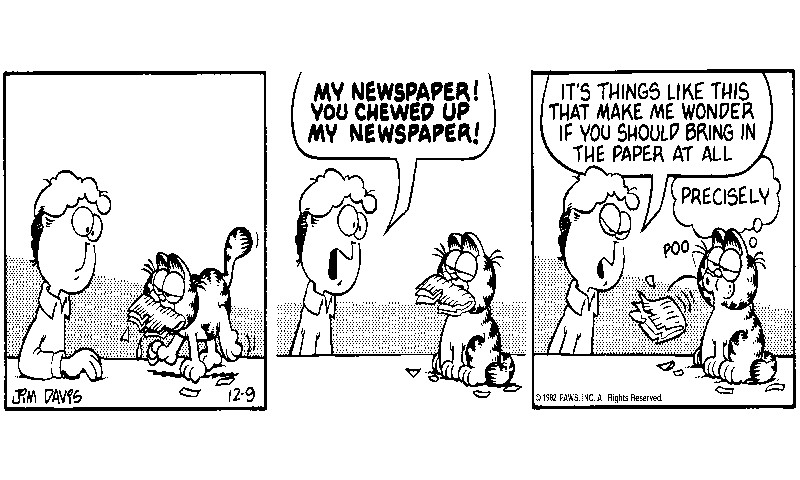 JIM DAVIS
12-9
MY NEWSPAPER!
YOU CHEWED UP
MY NEWSPAPER!
IT'S THINGS LIKE THIS
THAT MAKE ME WONDER
IF YOU SHOULD BRING IN
THE PAPER AT ALL
PRECISELY
POO
© 1982 PAWS, INC. A Rights Reserved.